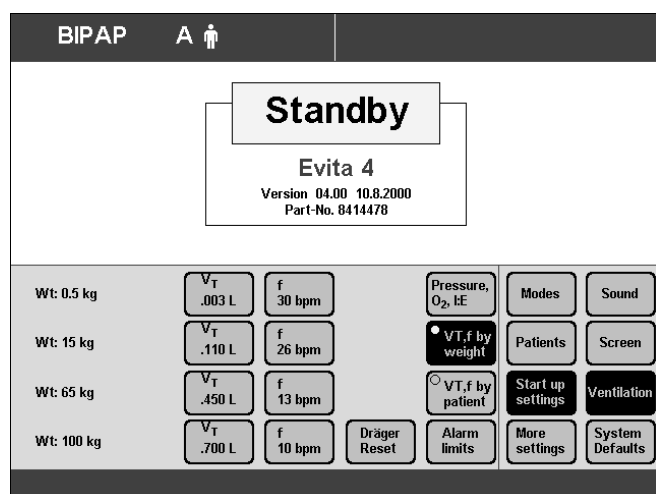 BIPAP A
Standby
Evita 4
Version 04.00 10.8.2000
Part-No. 8414478
Wt: 0.5 kg
VT
.003 L
f
30 bpm
Pressure,
O2, I:E
Modes
Sound
Wt: 15 kg
VT
.110 L
f
26 bpm
VT,f by
weight
Patients
Screen
Wt: 65 kg
VT
.450 L
f
13 bpm
VT,f by
patient
Start up
settings
Ventilation
Wt: 100 kg
VT
.700 L
f
10 bpm
Dräger
Reset
Alarm
limits
More
settings
System
Defaults